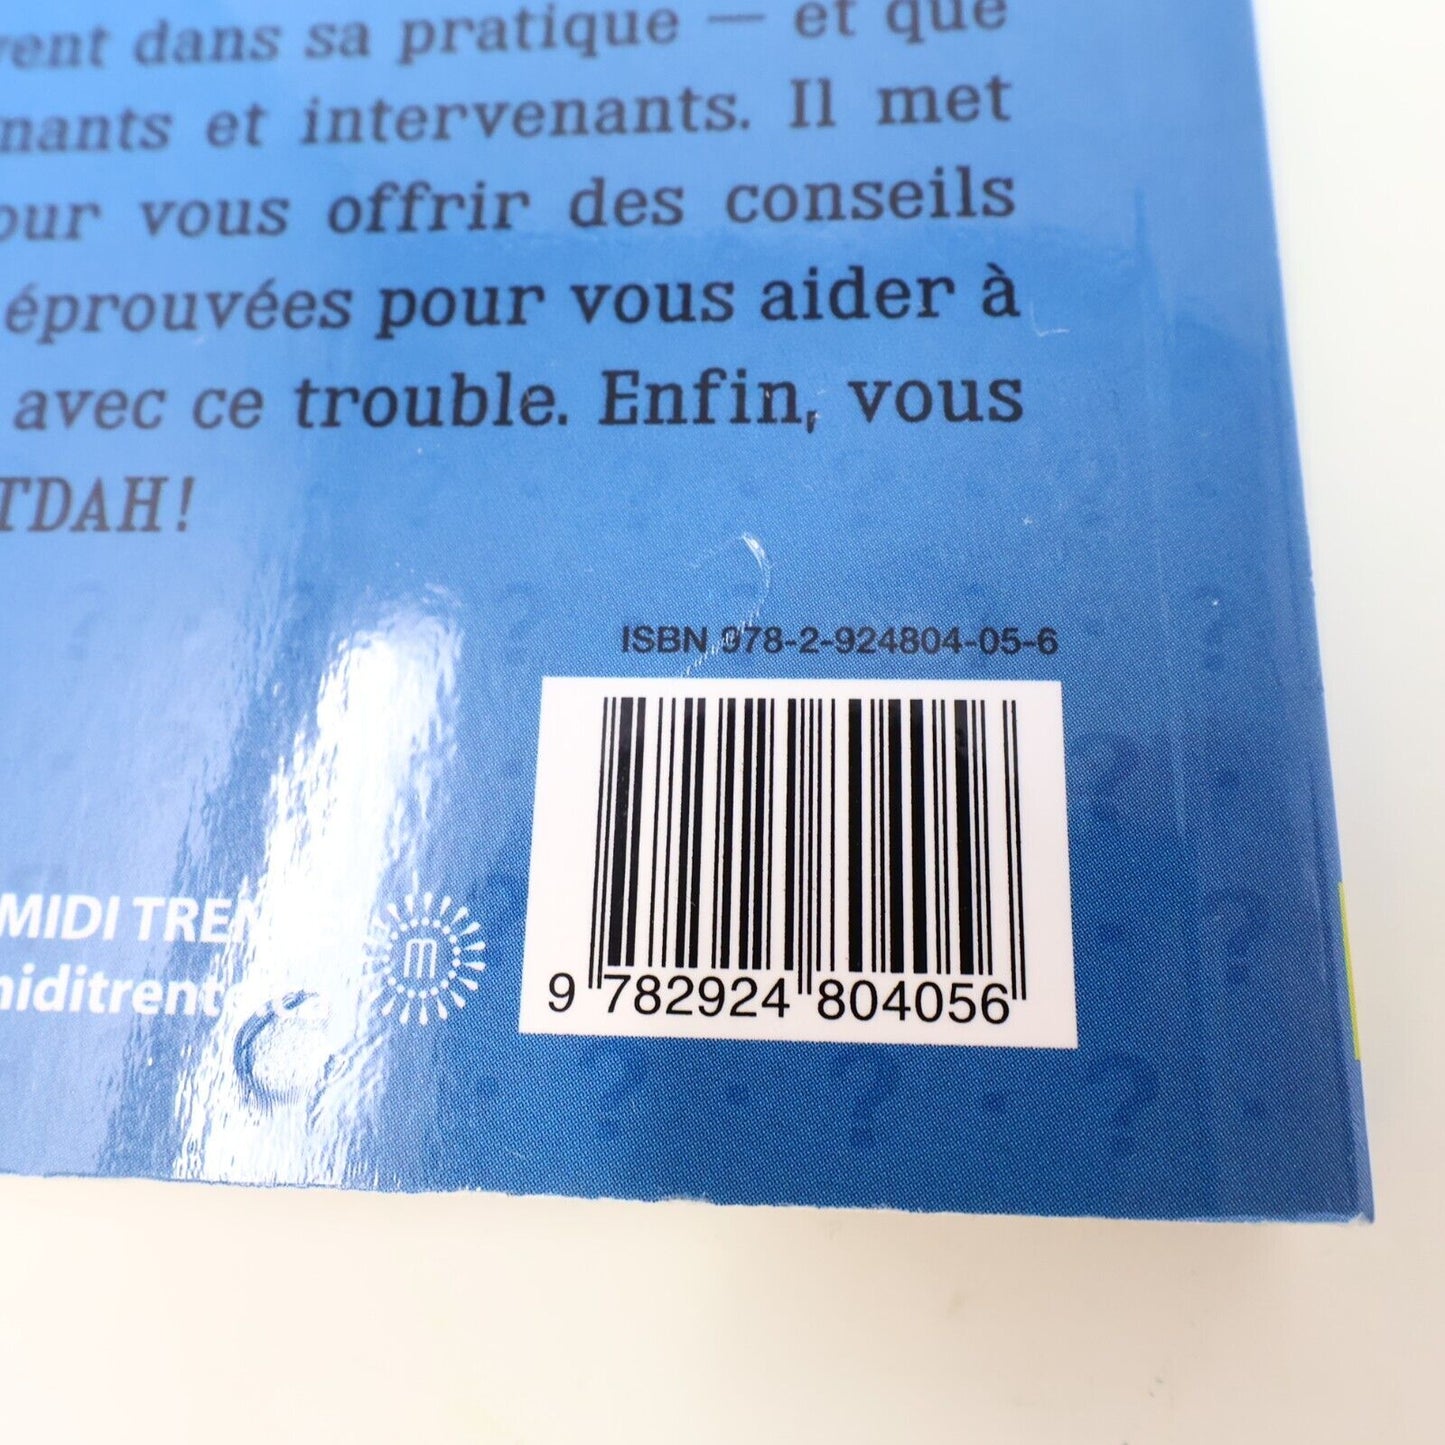 vent dans sa pratique — et que
nants et intervenants. Il met
our vous offrir des conseils
éprouvées pour vous aider à
avec ce trouble. Enfin, vous
TDAH!
ISBN 978-2-924804-05-6
MIDI TREN
m
9 782924 804056